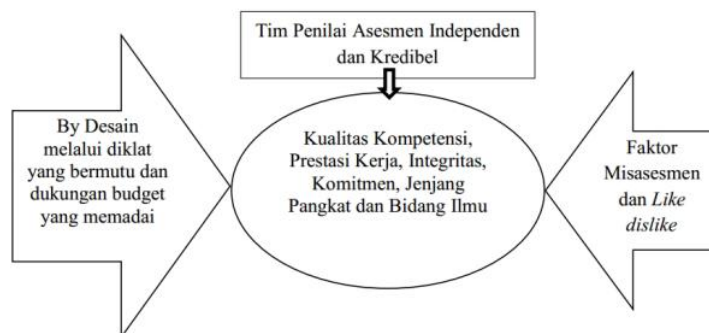 Tim Penilai Asesmen Independen
dan Kredibel
By Desain
melalui diklat
yang bermutu dan
dukungan budget
yang memadai
Kualitas Kompetensi,
Prestasi Kerja, Integritas,
Komitmen, Jenjang
Pangkat dan Bidang Ilmu
Faktor
Misasesmen
dan Like
dislike